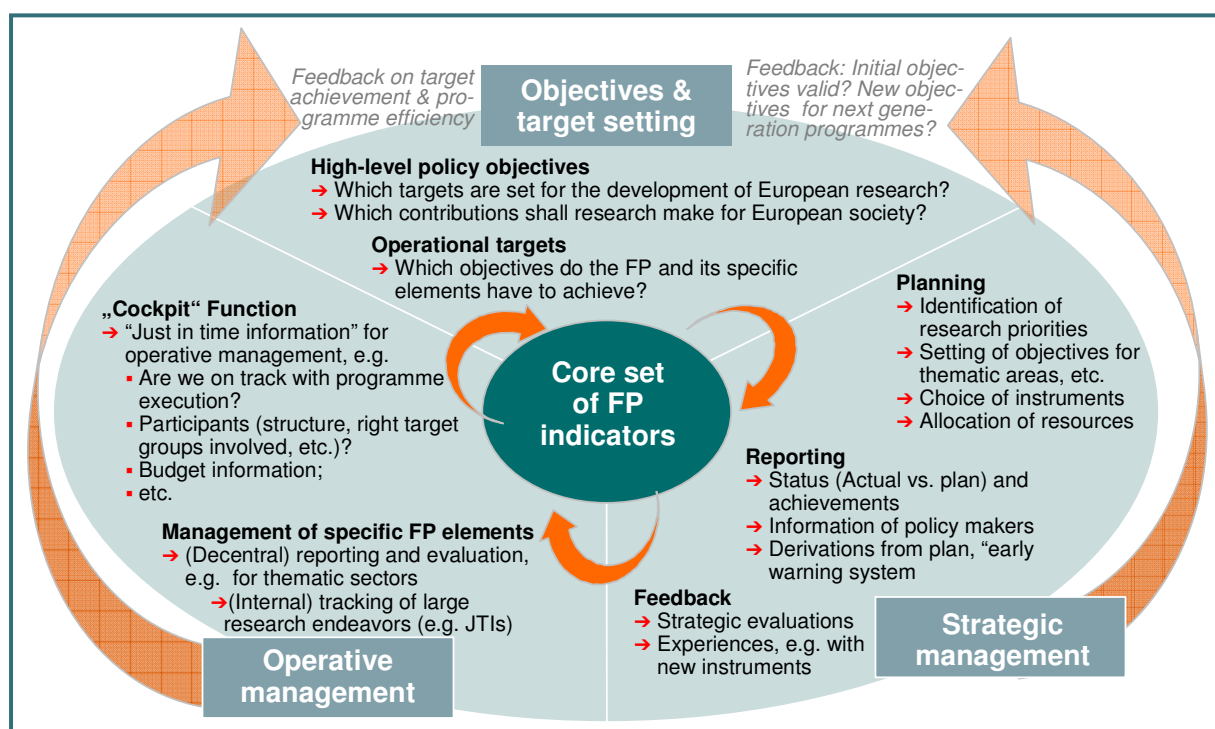 Feedback on target
achievement & pro-
gramme efficiency
Objectives &
target setting
Feedback: Initial objec-
tives valid? New objec-
tives for next gene-
ration programmes?
High-level policy objectives
➔ Which targets are set for the development of European research?
➔ Which contributions shall research make for European society?
Operational targets
➔ Which objectives do the FP and its specific
elements have to achieve?
„Cockpit“ Function
➔ “Just in time information” for
operative management, e.g.
▪ Are we on track with programme
execution?
▪ Participants (structure, right target
groups involved, etc.)?
▪ Budget information;
▪ etc.
Management of specific FP elements
➔ (Decentral) reporting and evaluation,
e.g. for thematic sectors
➔(Internal) tracking of large
research endeavors (e.g. JTIs)
Operative
management
Core set
of FP
indicators
Planning
➔ Identification of
research priorities
➔ Setting of objectives for
thematic areas, etc.
➔ Choice of instruments
➔ Allocation of resources
Reporting
➔ Status (Actual vs. plan) and
achievements
➔ Information of policy makers
➔ Derivations from plan, “early
warning system
Feedback
➔ Strategic evaluations
➔ Experiences, e.g. with
new instruments
Strategic
management